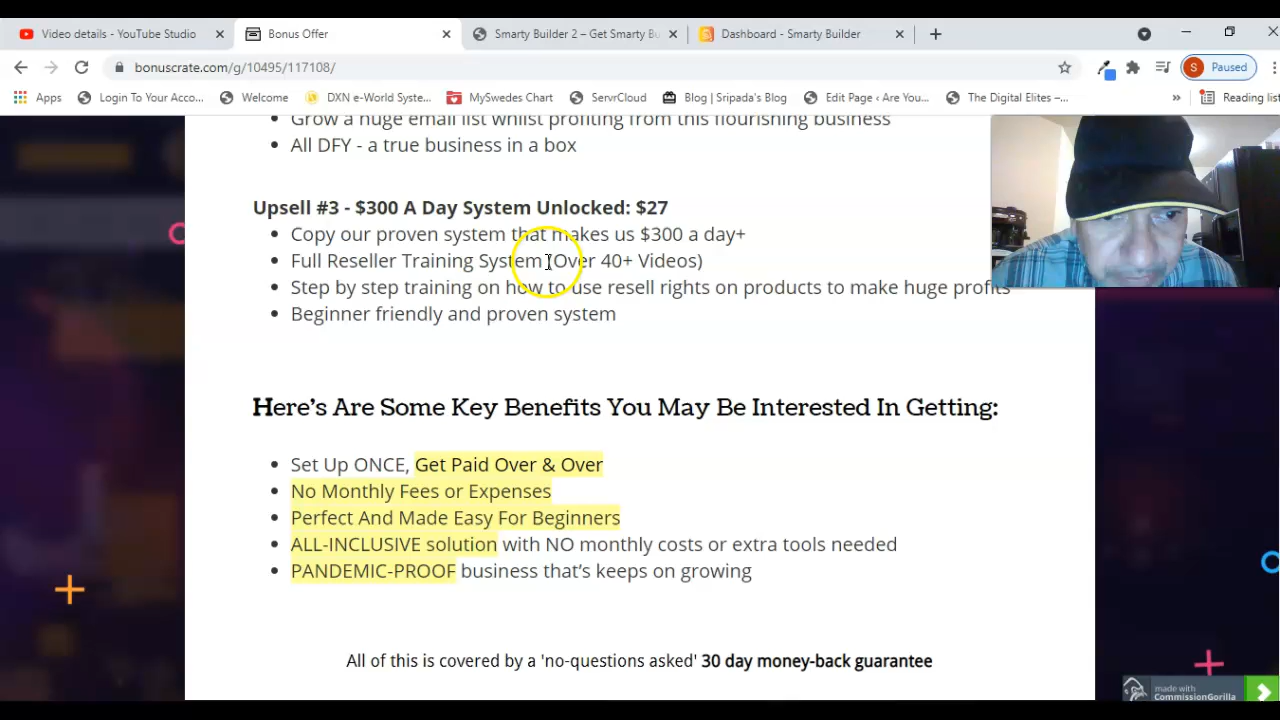 Video details - YouTube Studio
Bonus Offer
Smarty Builder 2 – Get Smarty Bu
Dashboard - Smarty Builder
bonuscrate.com/g/10495/117108/
S Paused
Apps
Login To Your Acco...
Welcome
DXN e-World Syste...
MySwedes Chart
ServrCloud
Blog | Sripada's Blog
Edit Page ‹ Are You...
The Digital Elites –...
»
Reading list
Grow a huge email list whilst profiting from this flourishing business
All DFY - a true business in a box
Upsell #3 - $300 A Day System Unlocked: $27
Copy our proven system that makes us $300 a day+
Full Reseller Training System (Over 40+ Videos)
Step by step training on how to use resell rights on products to make huge profits
Beginner friendly and proven system
Here's Are Some Key Benefits You May Be Interested In Getting:
Set Up ONCE, Get Paid Over & Over
No Monthly Fees or Expenses
Perfect And Made Easy For Beginners
ALL-INCLUSIVE solution with NO monthly costs or extra tools needed
PANDEMIC-PROOF business that's keeps on growing
All of this is covered by a 'no-questions asked' 30 day money-back guarantee
made with
CommissionGorilla